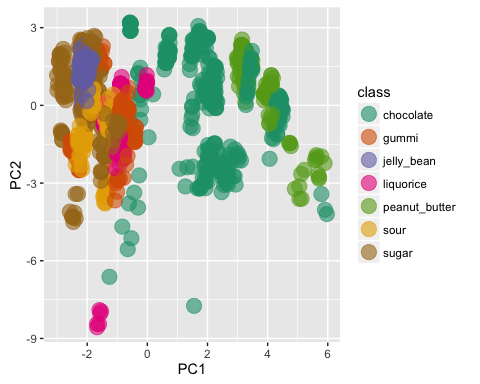 3
0
-3
-6
-9
PC2
-2
0
2
4
6
PC1
class
chocolate
gummi
jelly_bean
liquorice
peanut_butter
sour
sugar